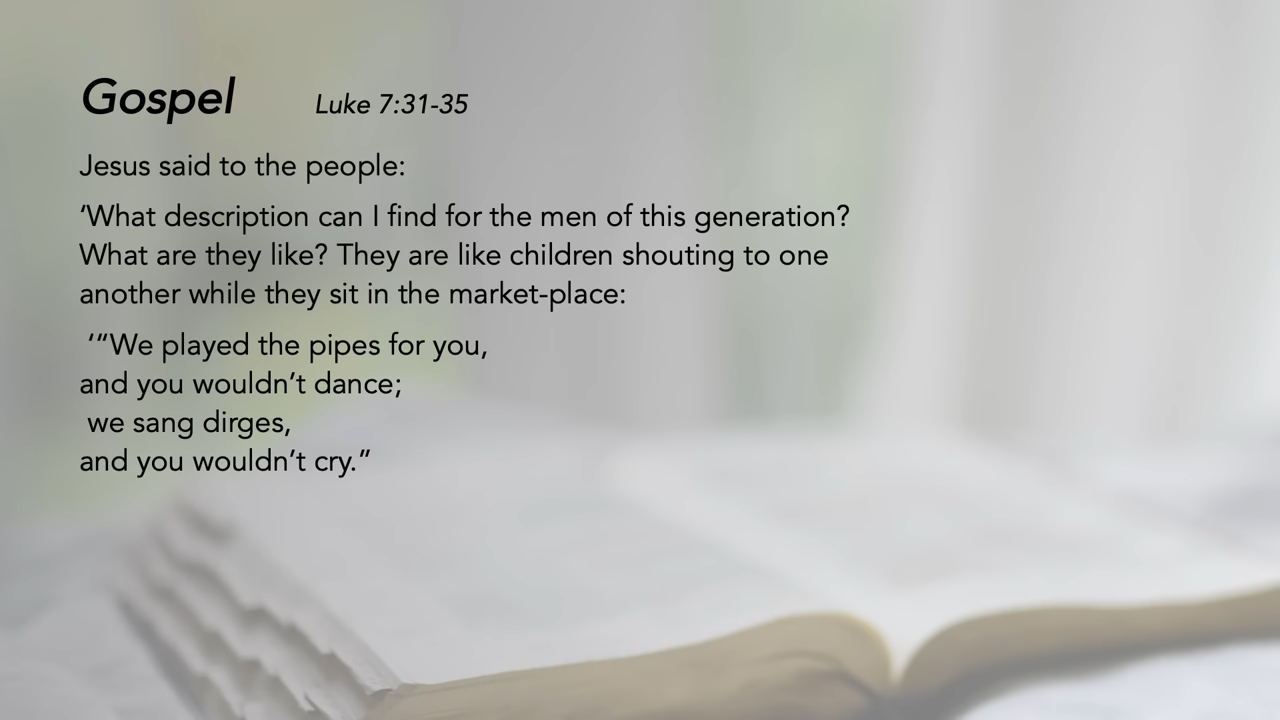 Gospel Luke 7:31-35
Jesus said to the people:
‘What description can I find for the men of this generation?
What are they like? They are like children shouting to one
another while they sit in the market-place:
‘“We played the pipes for you,
and you wouldn’t dance;
we sang dirges,
and you wouldn’t cry.”